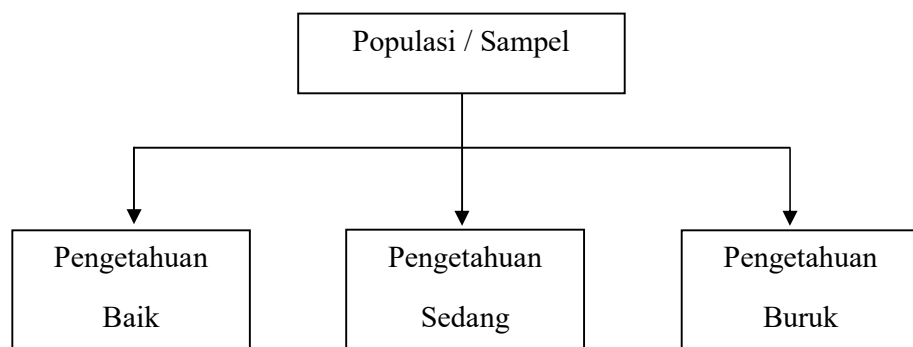 Populasi / Sampel
Pengetahuan
Baik
Pengetahuan
Sedang
Pengetahuan
Buruk